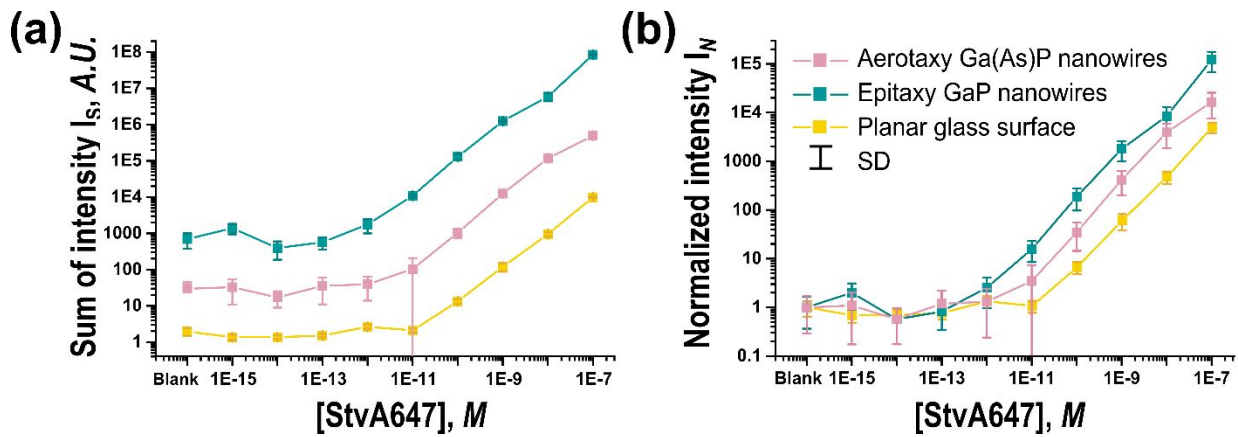 (a)
Sum of intensity I_S, A.U.
1E8
1E7
1E6
1E5
1E4
1000
100
10
1
Blank 1E-15 1E-13 1E-11 1E-9 1E-7
[StvA647], M
(b)
Normalized intensity I_N
1E5
1E4
1000
100
10
1
0.1
Aerotaxy Ga(As)P nanowires
Epitaxy GaP nanowires
Planar glass surface
SD
Blank 1E-15 1E-13 1E-11 1E-9 1E-7
[StvA647], M